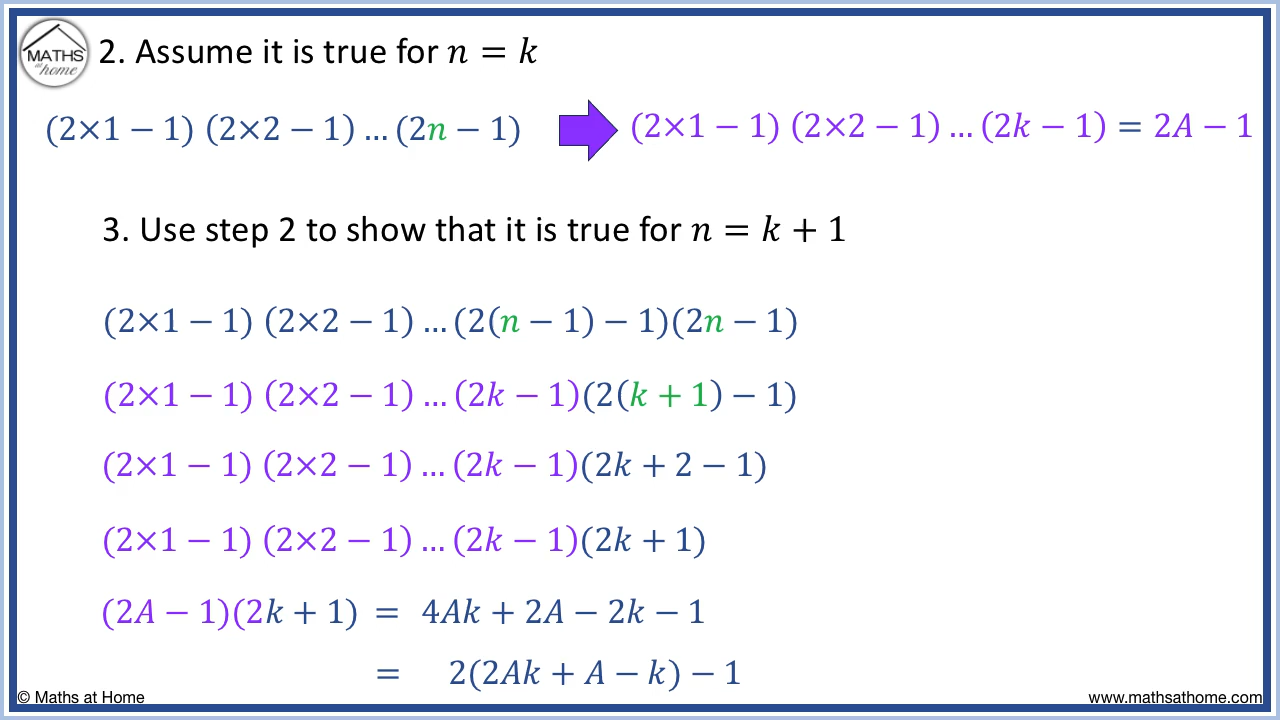 MATHS
at home
2. Assume it is true for n = k
(2×1 − 1) (2×2 − 1) … (2n − 1)
(2×1 − 1) (2×2 − 1) … (2k − 1) = 2A − 1
3. Use step 2 to show that it is true for n = k + 1
(2×1 − 1) (2×2 − 1) … (2(n − 1) − 1)(2n − 1)
(2×1 − 1) (2×2 − 1) … (2k − 1)(2(k + 1) − 1)
(2×1 − 1) (2×2 − 1) … (2k − 1)(2k + 2 − 1)
(2×1 − 1) (2×2 − 1) … (2k − 1)(2k + 1)
(2A − 1)(2k + 1) = 4Ak + 2A − 2k − 1
= 2(2Ak + A − k) − 1
© Maths at Home
www.mathsathome.com